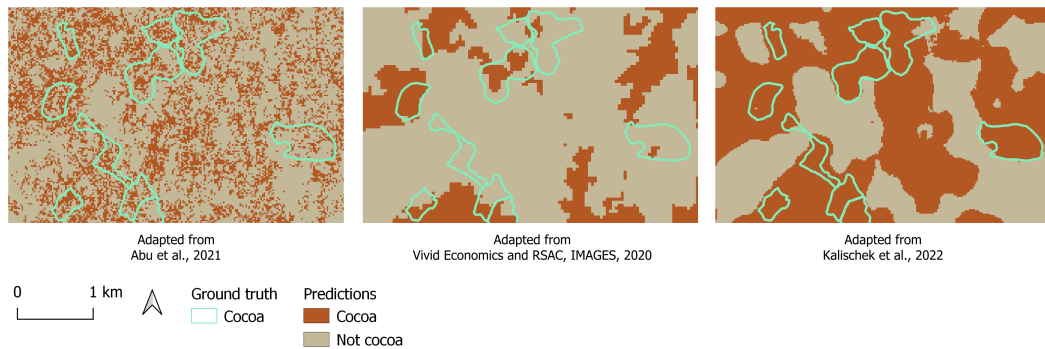 Adapted from
Abu et al., 2021
Adapted from
Vivid Economics and RSAC, IMAGES, 2020
Adapted from
Kalischek et al., 2022
0 1 km
Ground truth
Cocoa
Predictions
Cocoa
Not cocoa